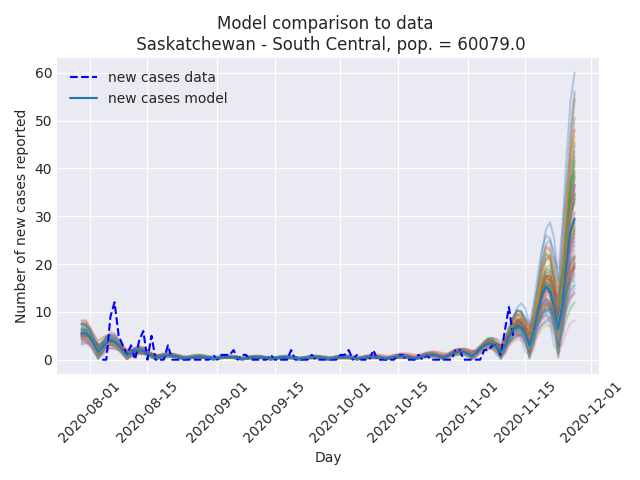 Model comparison to data
Saskatchewan - South Central, pop. = 60079.0
new cases data
new cases model
Number of new cases reported
60
50
40
30
20
10
0
2020-08-01
2020-08-15
2020-09-01
2020-09-15
2020-10-01
2020-10-15
2020-11-01
2020-11-15
2020-12-01
Day